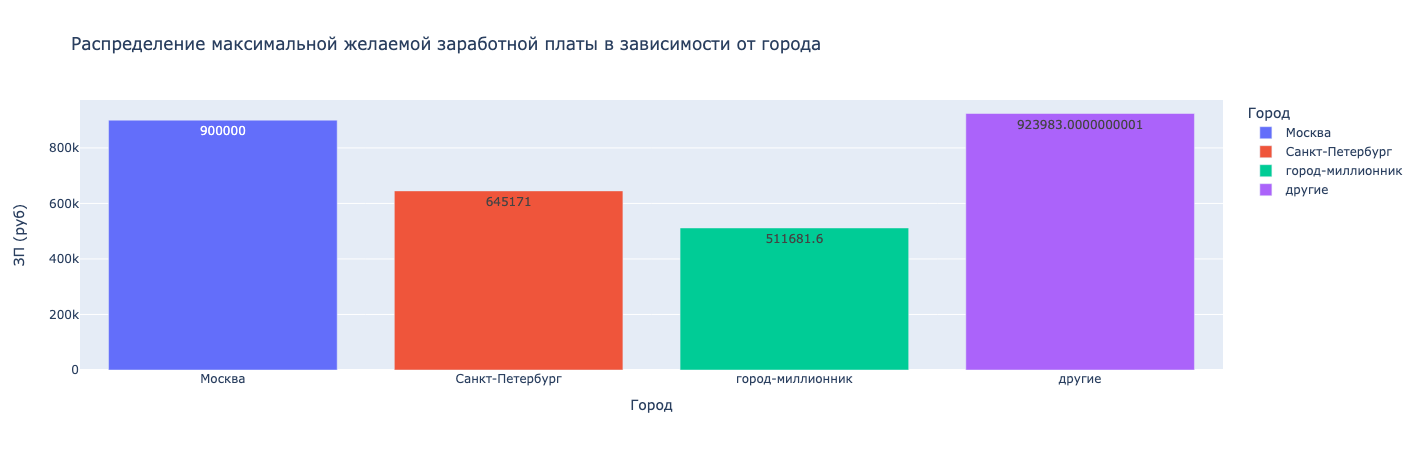 Распределение максимальной желаемой заработной платы в зависимости от города
ЗП (руб)
800k
600k
400k
200k
0
900000
645171
511681.6
923983.0000000001
Москва
Санкт-Петербург
город-миллионник
другие
Город
Город
Москва
Санкт-Петербург
город-миллионник
другие